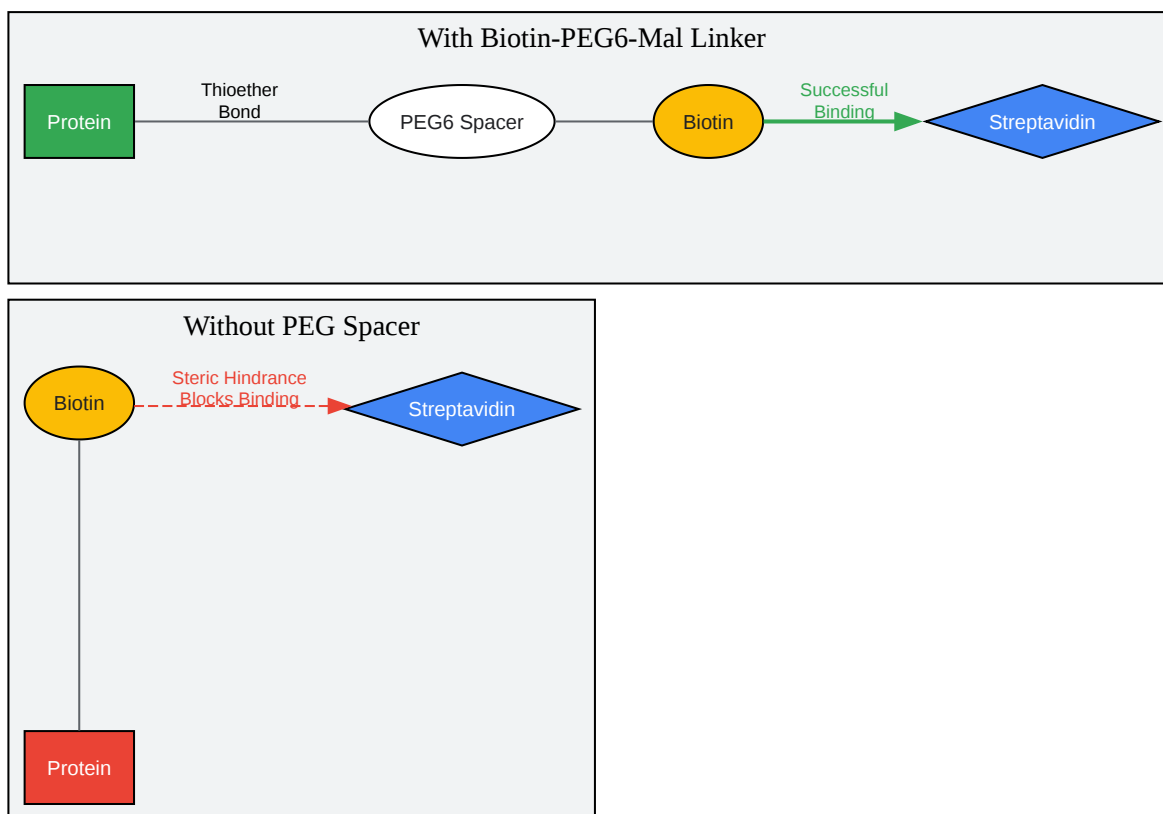 With Biotin-PEG6-Mal Linker
Protein
Thioether
Bond
PEG6 Spacer
Biotin
Successful
Binding
Streptavidin
Without PEG Spacer
Biotin
Steric Hindrance
Blocks Binding
Streptavidin
Protein